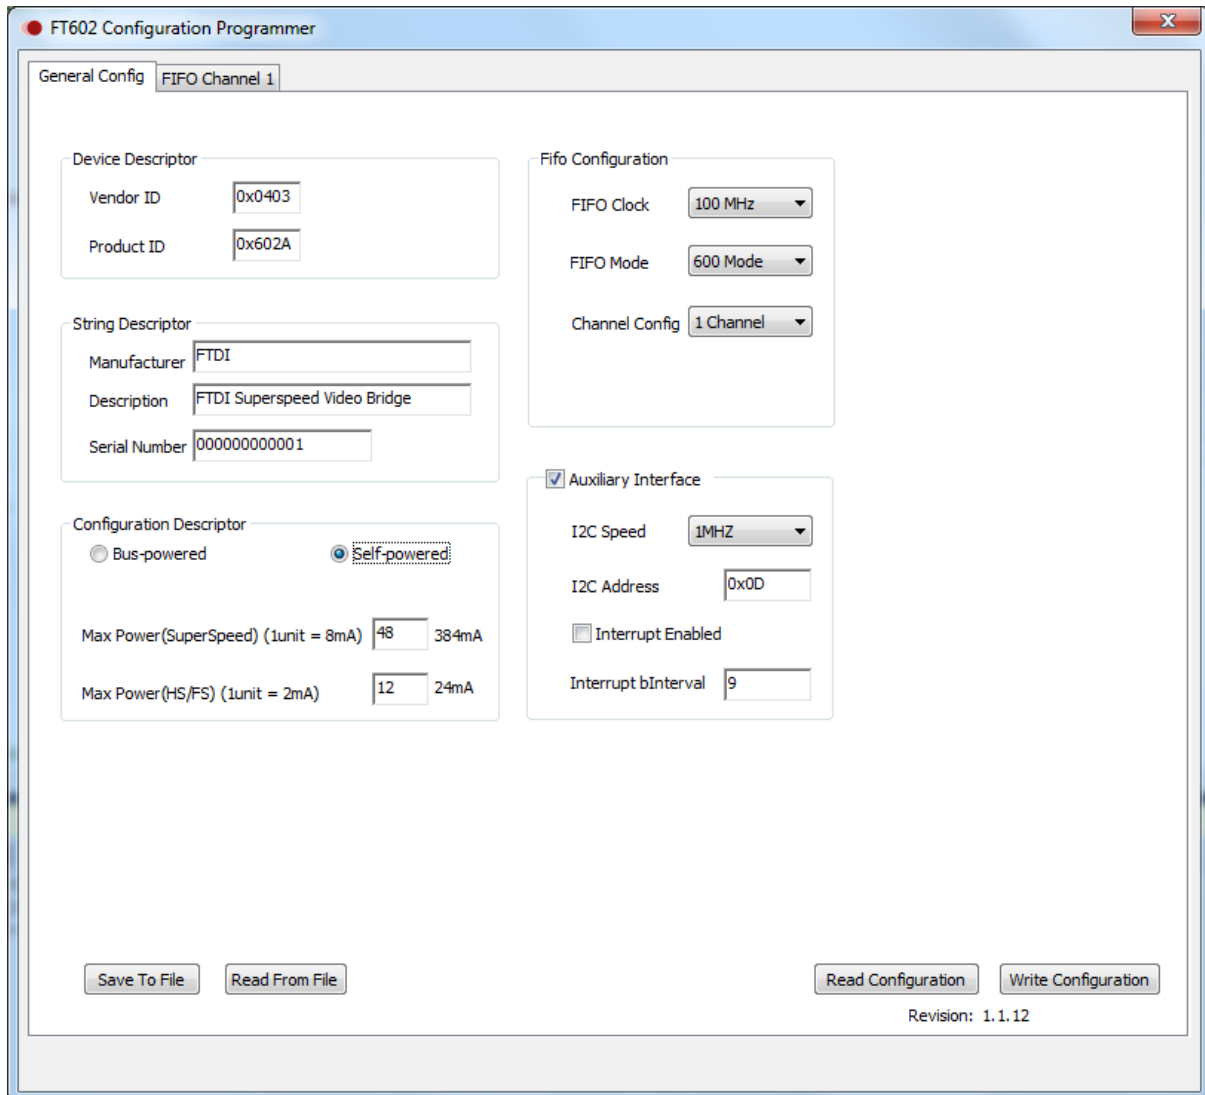 FT602 Configuration Programmer
General Config
FIFO Channel 1
Device Descriptor
Vendor ID 0x0403
Product ID 0x602A
String Descriptor
Manufacturer FTDI
Description FTDI Superspeed Video Bridge
Serial Number 000000000001
Configuration Descriptor
Bus-powered Self-powered
Max Power(SuperSpeed) (1unit = 8mA) 48 384mA
Max Power(HS/FS) (1unit = 2mA) 12 24mA
Fifo Configuration
FIFO Clock 100 MHz
FIFO Mode 600 Mode
Channel Config 1 Channel
Auxiliary Interface
I2C Speed 1MHZ
I2C Address 0x0D
Interrupt Enabled
Interrupt bInterval 9
Save To File Read From File
Read Configuration Write Configuration
Revision: 1.1.12